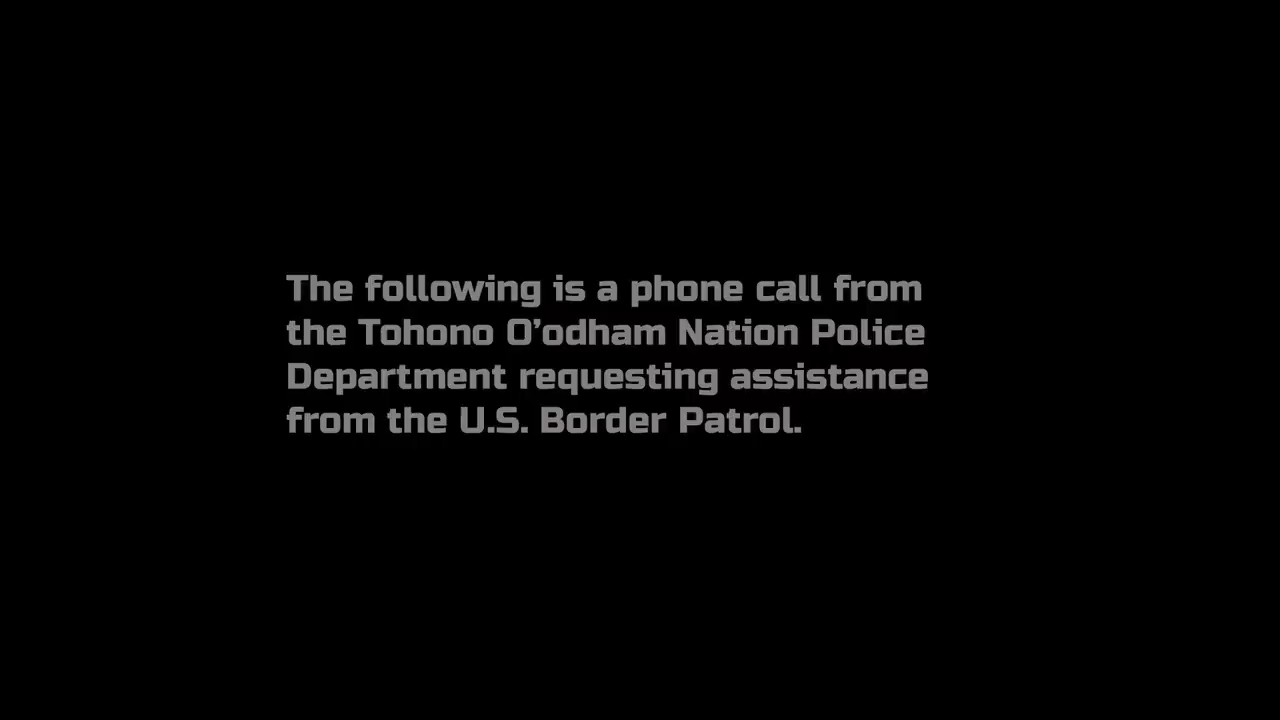 The following is a phone call from
the Tohono O’odham Nation Police
Department requesting assistance
from the U.S. Border Patrol.